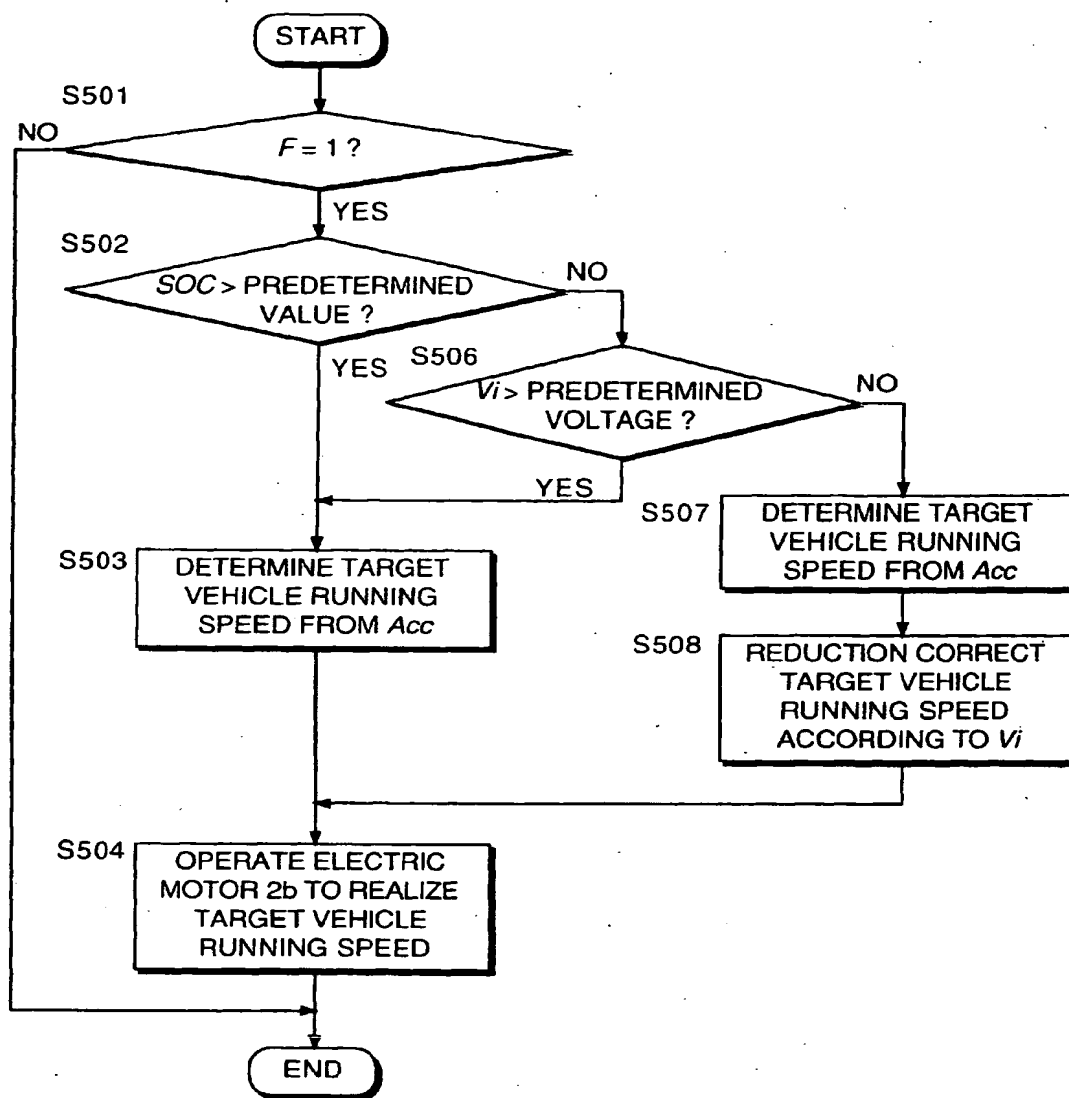 START
S501
NO
F = 1 ?
YES
S502
SOC > PREDETERMINED
VALUE ?
NO
YES
S506
Vi > PREDETERMINED
VOLTAGE ?
NO
YES
S507
DETERMINE TARGET
VEHICLE RUNNING
SPEED FROM Acc
S503
DETERMINE TARGET
VEHICLE RUNNING
SPEED FROM Acc
S508
REDUCTION CORRECT
TARGET VEHICLE
RUNNING SPEED
ACCORDING TO Vi
S504
OPERATE ELECTRIC
MOTOR 2b TO REALIZE
TARGET VEHICLE
RUNNING SPEED
END